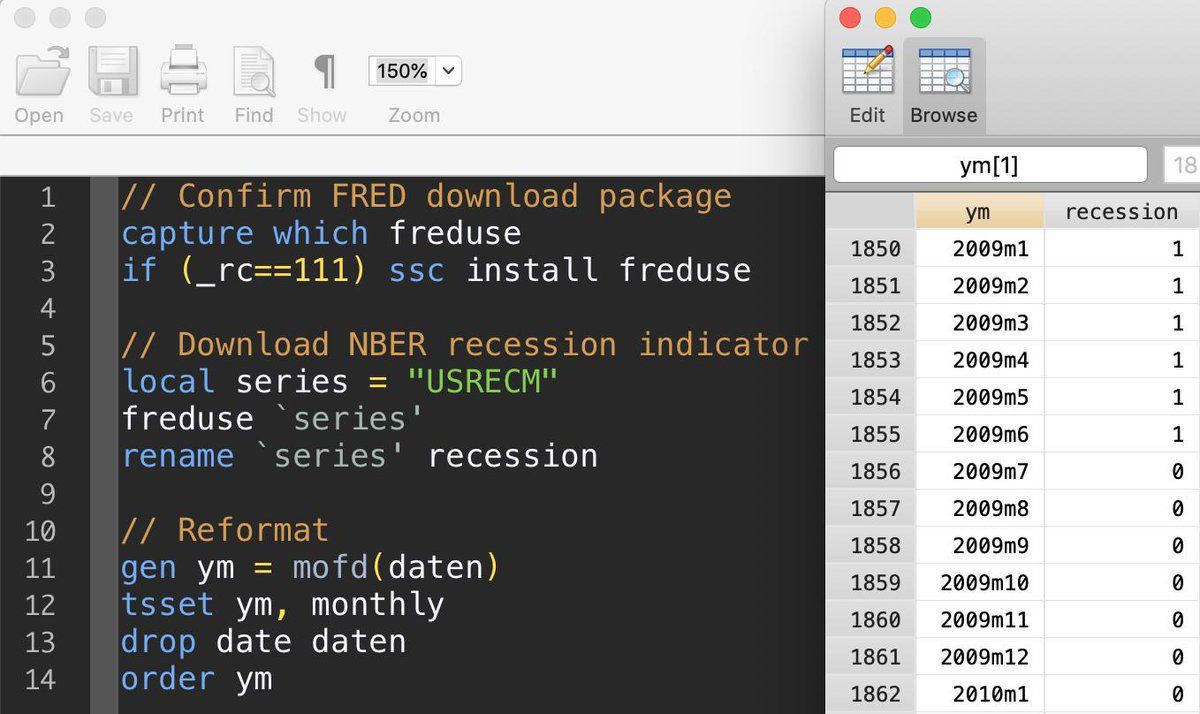 Open Save Print Find Show 150% Zoom
1 // Confirm FRED download package
2 capture which freduse
3 if (_rc==111) ssc install freduse
4
5 // Download NBER recession indicator
6 local series = "USRECM"
7 freduse `series'
8 rename `series' recession
9
10 // Reformat
11 gen ym = mofd(daten)
12 tsset ym, monthly
13 drop date daten
14 order ym
Edit Browse
ym[1] 18
ym recession
1850 2009m1 1
1851 2009m2 1
1852 2009m3 1
1853 2009m4 1
1854 2009m5 1
1855 2009m6 1
1856 2009m7 0
1857 2009m8 0
1858 2009m9 0
1859 2009m10 0
1860 2009m11 0
1861 2009m12 0
1862 2010m1 0